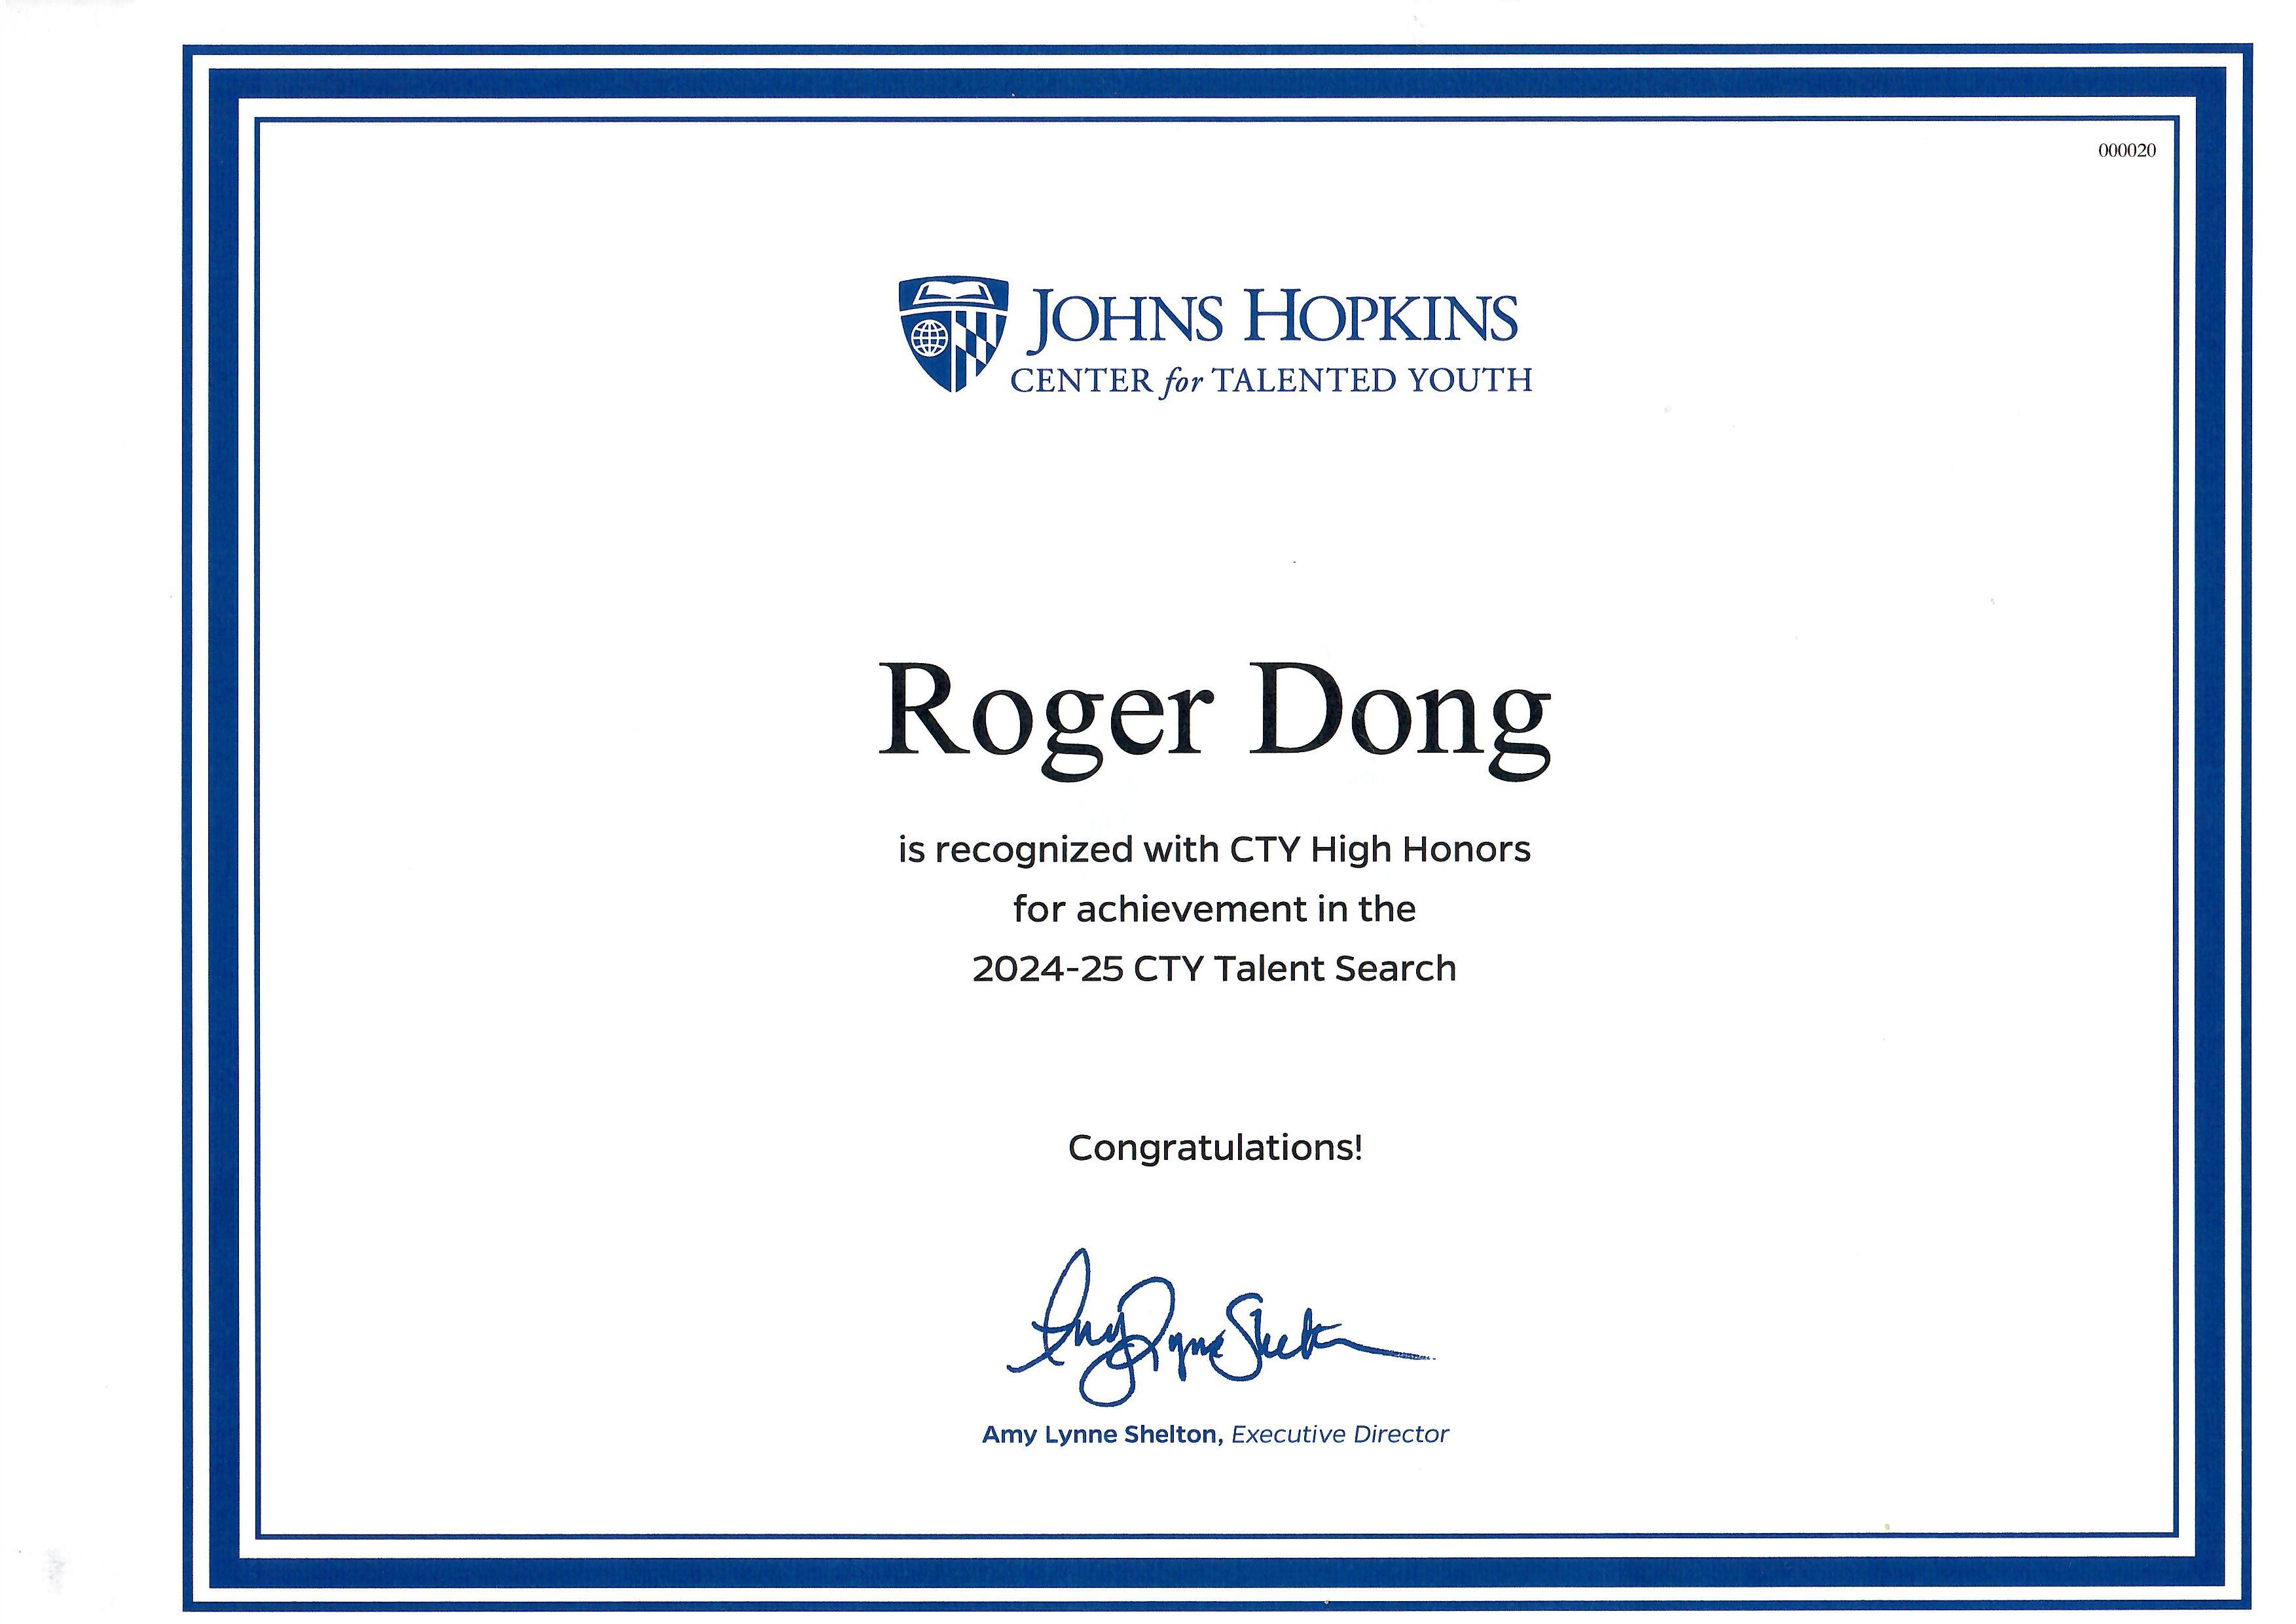 000020
JOHNS HOPKINS
CENTER for TALENTED YOUTH
Roger Dong
is recognized with CTY High Honors
for achievement in the
2024-25 CTY Talent Search
Congratulations!
Amy Lynne Shelton
Amy Lynne Shelton, Executive Director